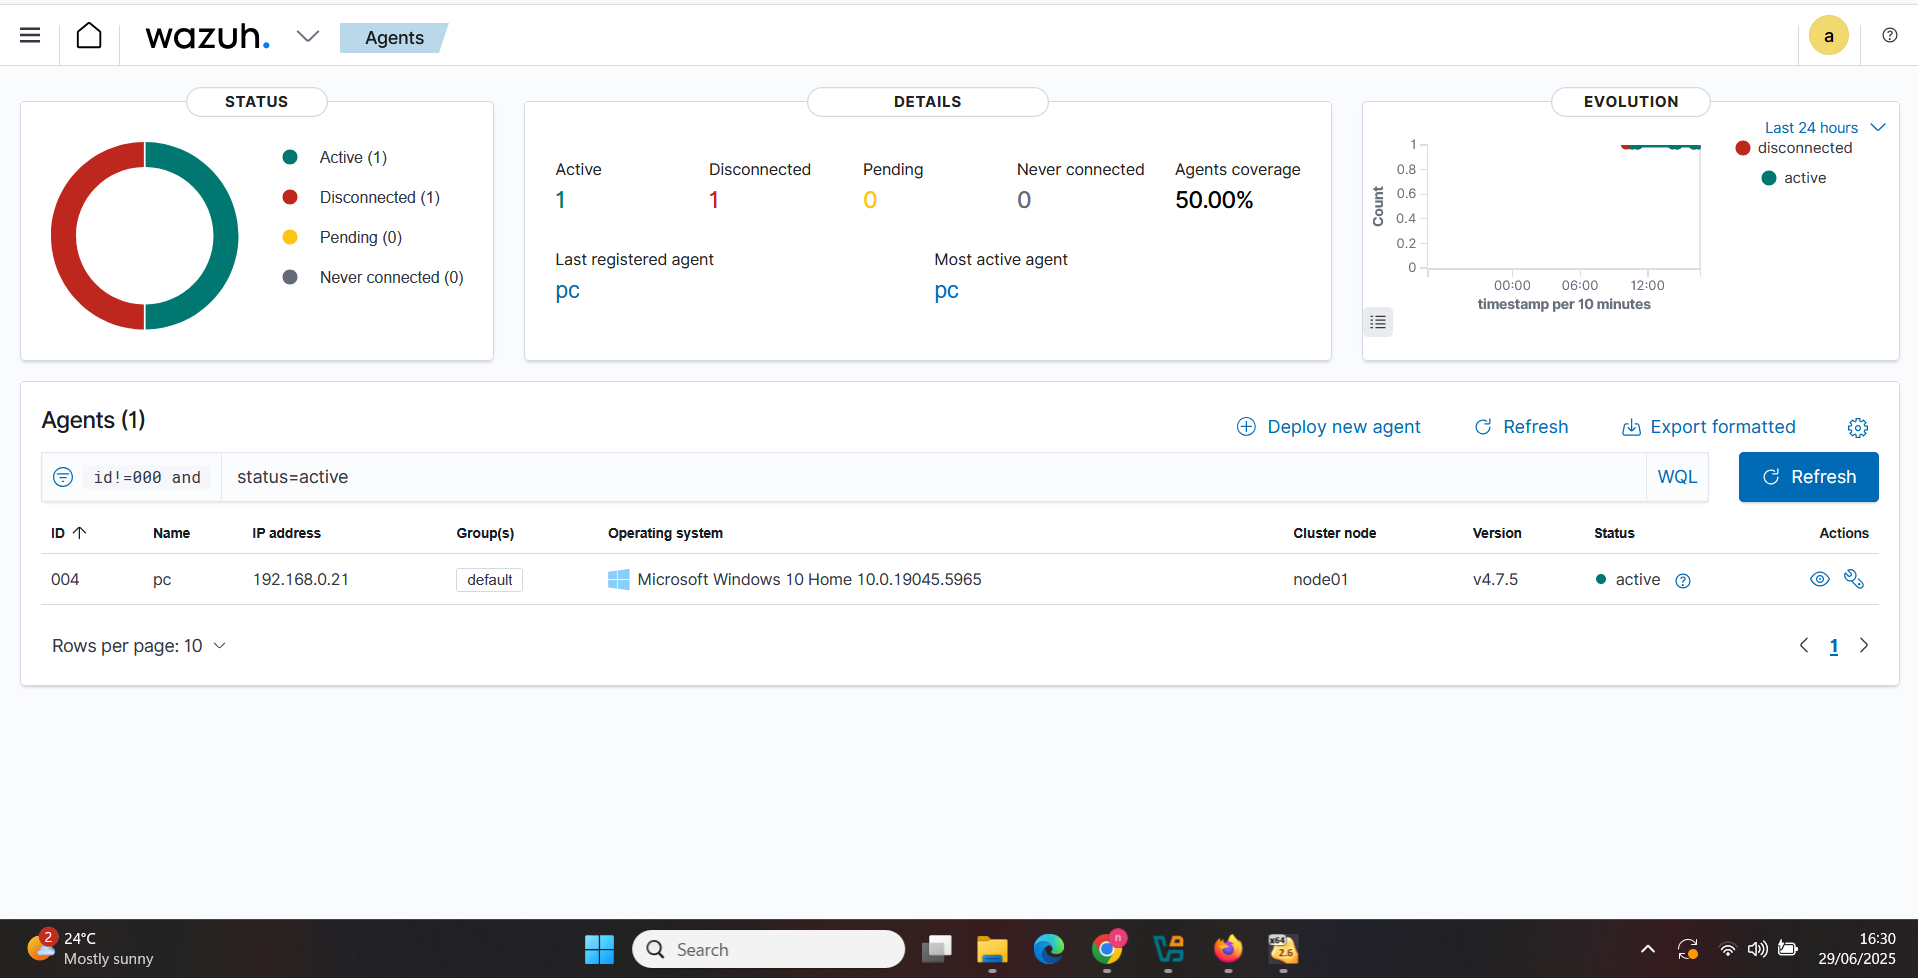 wazuh. Agents a
STATUS
Active (1)
Disconnected (1)
Pending (0)
Never connected (0)
DETAILS
Active Disconnected Pending Never connected Agents coverage
1 1 0 0 50.00%
Last registered agent Most active agent
pc pc
EVOLUTION
Last 24 hours
disconnected
active
1
0.8
0.6
0.4
0.2
0
Count
00:00 06:00 12:00
timestamp per 10 minutes
Agents (1)
Deploy new agent Refresh Export formatted
id!=000 and status=active WQL Refresh
ID Name IP address Group(s) Operating system Cluster node Version Status Actions
004 pc 192.168.0.21 default Microsoft Windows 10 Home 10.0.19045.5965 node01 v4.7.5 active
Rows per page: 10 1
2 24°C
Mostly sunny
Search
n
x64
2.6
16:30
29/06/2025